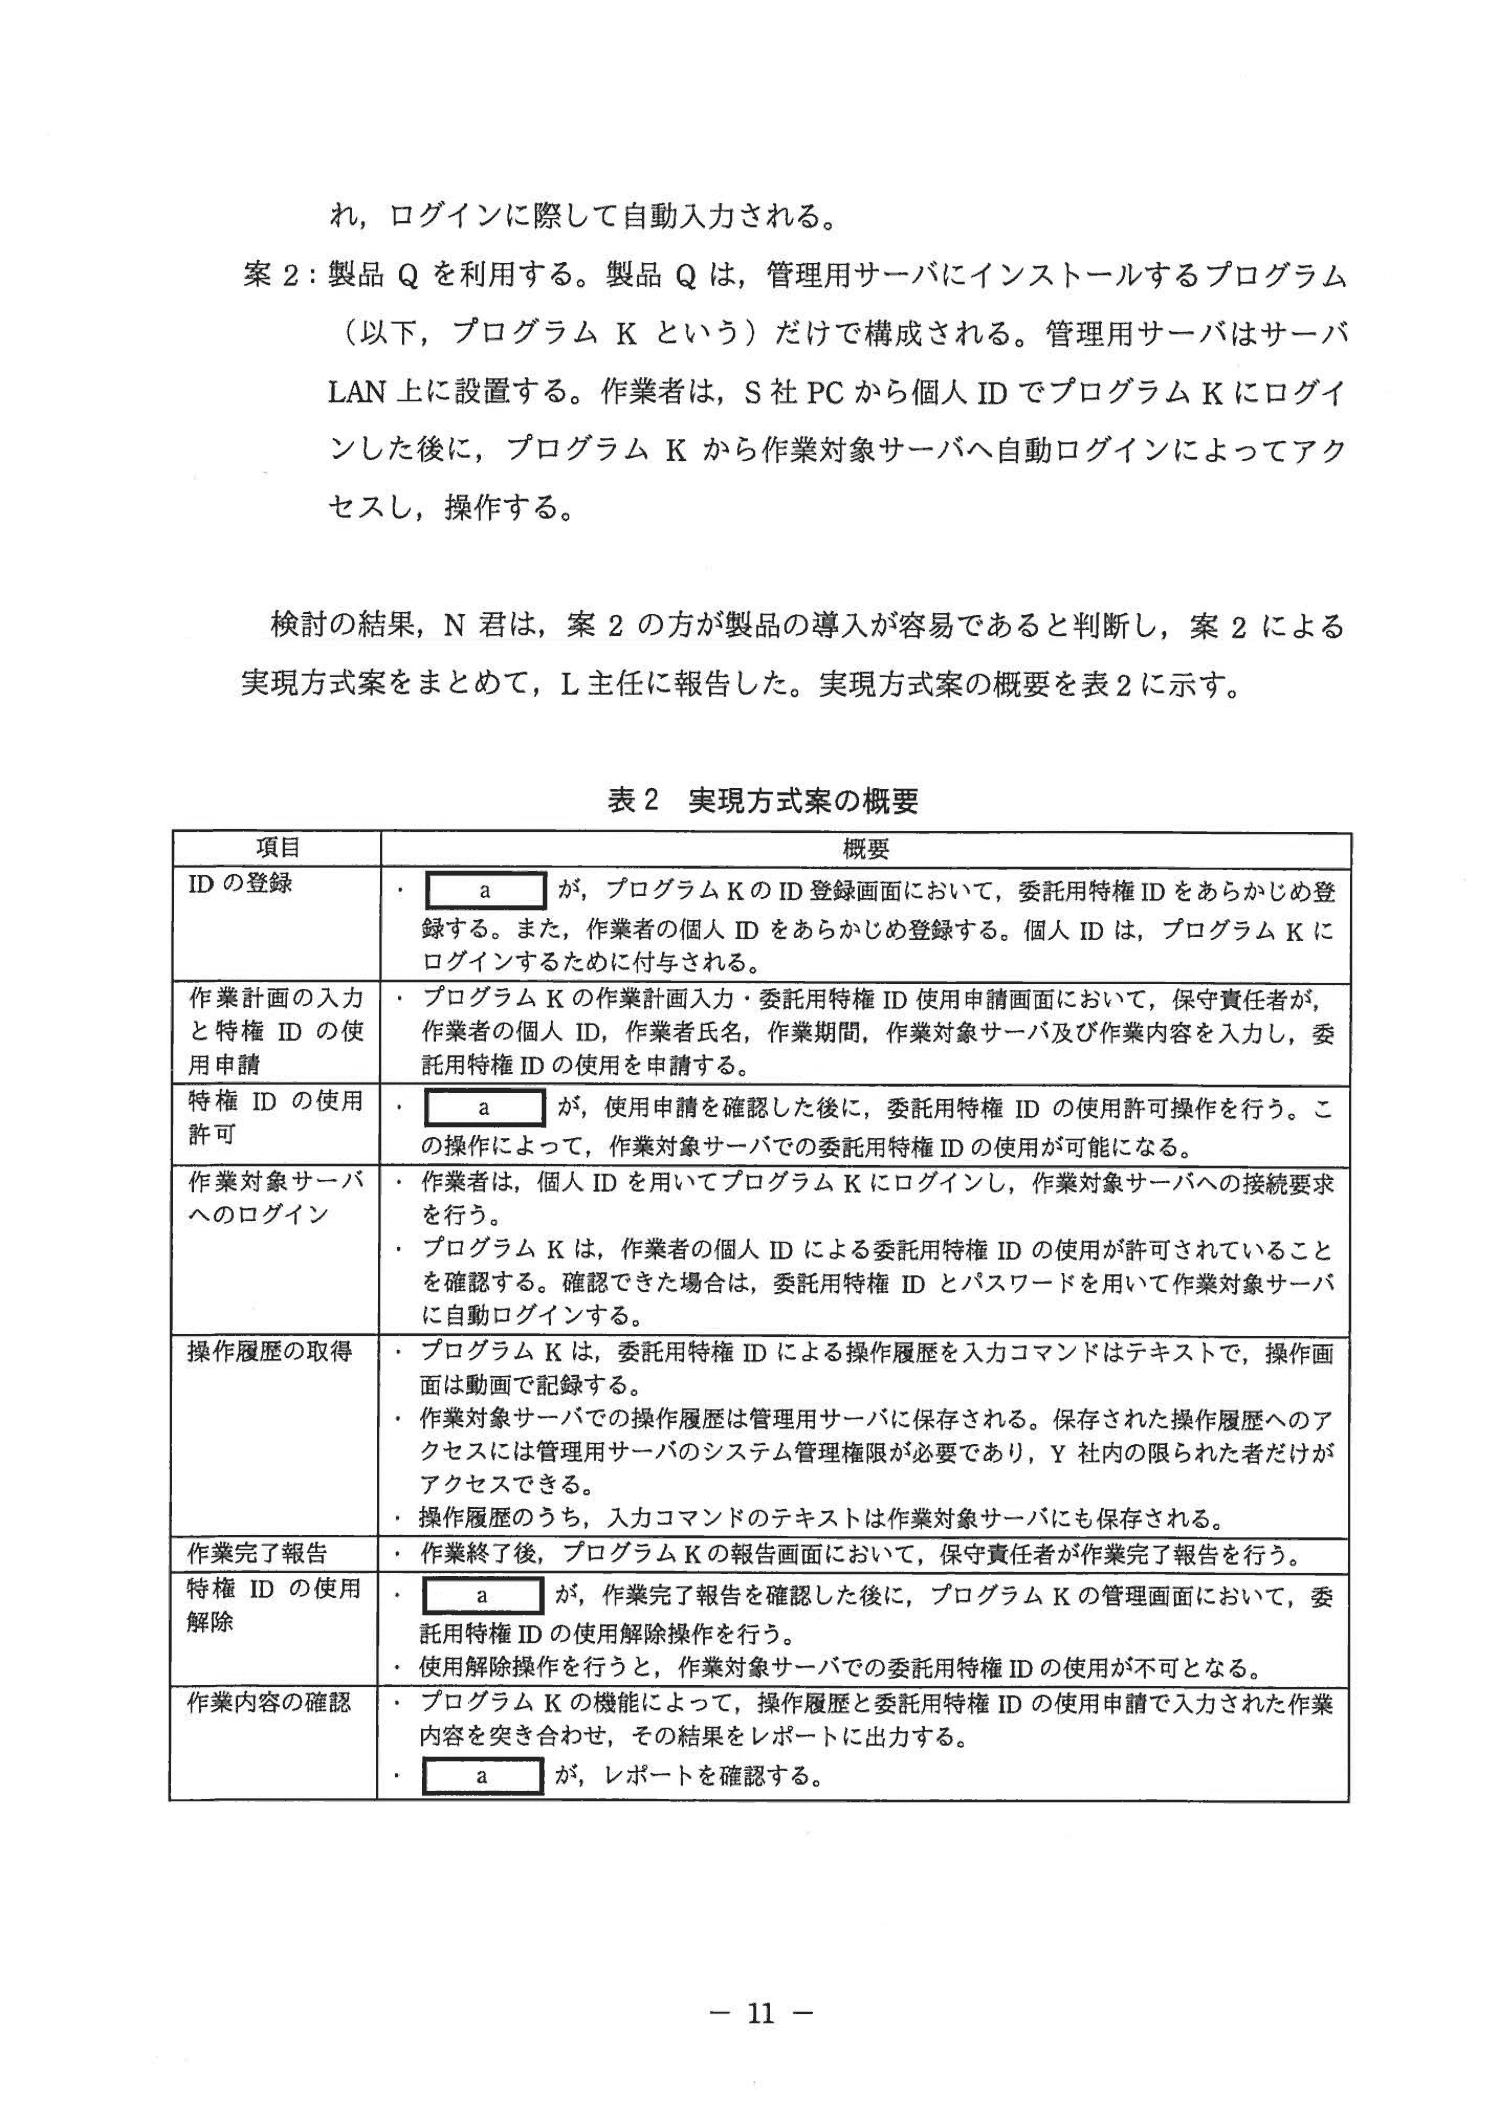 れ，ログインに際して自動入力される。
案 2：製品 Q を利用する。製品 Q は，管理用サーバにインストールするプログラム
（以下，プログラム K という）だけで構成される。管理用サーバはサーバ
LAN 上に設置する。作業者は，S 社 PC から個人 ID でプログラム K にログイ
ンした後に，プログラム K から作業対象サーバへ自動ログインによってアク
セスし，操作する。
検討の結果，N 君は，案 2 の方が製品の導入が容易であると判断し，案 2 による
実現方式案をまとめて，L 主任に報告した。実現方式案の概要を表 2 に示す。
表 2 実現方式案の概要
項目 概要
ID の登録
・ a が，プログラム K の ID 登録画面において，委託用特権 ID をあらかじめ登
録する。また，作業者の個人 ID をあらかじめ登録する。個人 ID は，プログラム K に
ログインするために付与される。
作業計画の入力
と特権 ID の使
用申請
・ プログラム K の作業計画入力・委託用特権 ID 使用申請画面において，保守責任者が，
作業者の個人 ID，作業者氏名，作業期間，作業対象サーバ及び作業内容を入力し，委
託用特権 ID の使用を申請する。
特権 ID の使用
許可
・ a が，使用申請を確認した後に，委託用特権 ID の使用許可操作を行う。こ
の操作によって，作業対象サーバでの委託用特権 ID の使用が可能になる。
作業対象サーバ
へのログイン
・ 作業者は，個人 ID を用いてプログラム K にログインし，作業対象サーバへの接続要求
を行う。
・ プログラム K は，作業者の個人 ID による委託用特権 ID の使用が許可されていること
を確認する。確認できた場合は，委託用特権 ID とパスワードを用いて作業対象サーバ
に自動ログインする。
操作履歴の取得
・ プログラム K は，委託用特権 ID による操作履歴を入力コマンドはテキストで，操作画
面は動画で記録する。
・ 作業対象サーバでの操作履歴は管理用サーバに保存される。保存された操作履歴へのア
クセスには管理用サーバのシステム管理権限が必要であり，Y 社内の限られた者だけが
アクセスできる。
・ 操作履歴のうち，入力コマンドのテキストは作業対象サーバにも保存される。
作業完了報告
・ 作業終了後，プログラム K の報告画面において，保守責任者が作業完了報告を行う。
特権 ID の使用
解除
・ a が，作業完了報告を確認した後に，プログラム K の管理画面において，委
託用特権 ID の使用解除操作を行う。
・ 使用解除操作を行うと，作業対象サーバでの委託用特権 ID の使用が不可となる。
作業内容の確認
・ プログラム K の機能によって，操作履歴と委託用特権 ID の使用申請で入力された作業
内容を突き合わせ，その結果をレポートに出力する。
・ a が，レポートを確認する。
－ 11 －